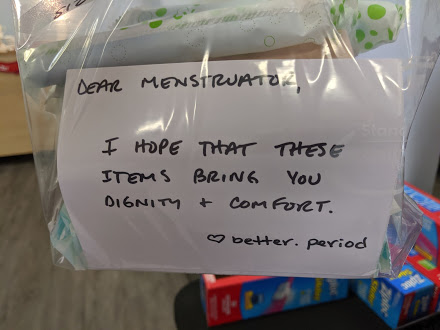 DEAR MENSTRUATOR,
I HOPE THAT THESE
ITEMS BRING YOU
DIGNITY + COMFORT.
♡ better. period